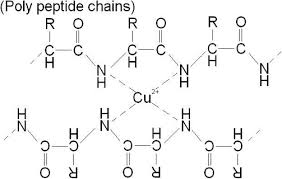 (Poly peptide chains)
R O R O R O
H H
C C C C C C
H
N N N
H H H
Cu²⁺
H H H
N N N
C C C C C C
H H H
O R O R O R